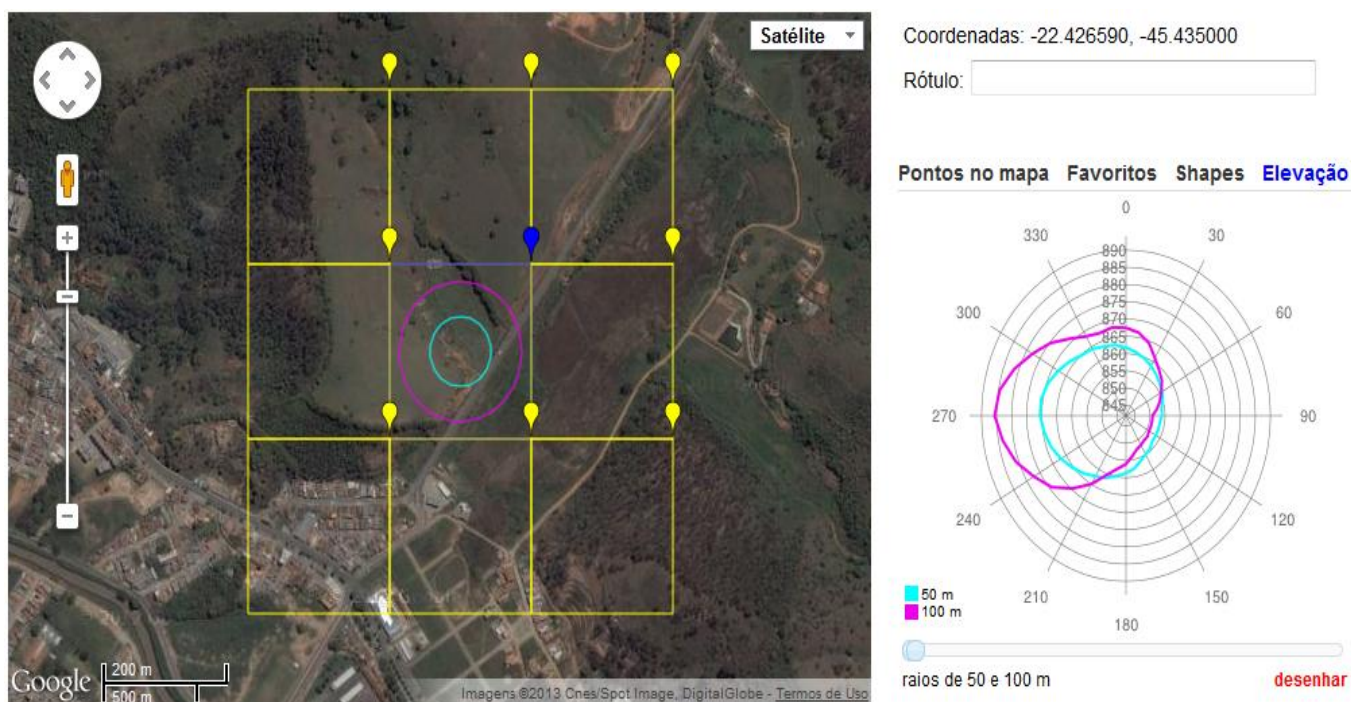 Satélite
Google
200 m
500 m
Imagens ©2013 Cnes/Spot Image, DigitalGlobe - Termos de Uso
Coordenadas: -22.426590, -45.435000
Rótulo:
Pontos no mapa Favoritos Shapes Elevação
0
330 30
890
885
880
875
300 870 60
865
860
855
850
845
270 90
240 120
50 m
100 m
210 150
180
raios de 50 e 100 m desenhar